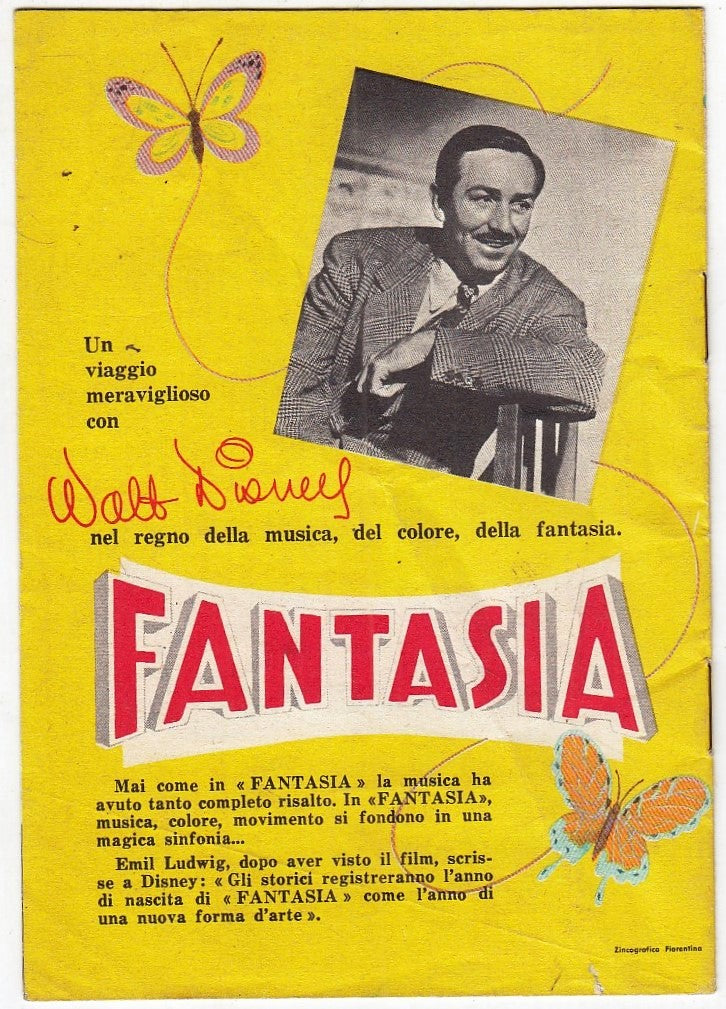 Un
viaggio
meraviglioso
con
Walt Disney
nel regno della musica, del colore, della fantasia.
FANTASIA
Mai come in « FANTASIA » la musica ha
avuto tanto completo risalto. In «FANTASIA»,
musica, colore, movimento si fondono in una
magica sinfonia...
Emil Ludwig, dopo aver visto il film, scris-
se a Disney: « Gli storici registreranno l'anno
di nascita di « FANTASIA » come l'anno di
una nuova forma d'arte ».
Zincografica Fiorentina